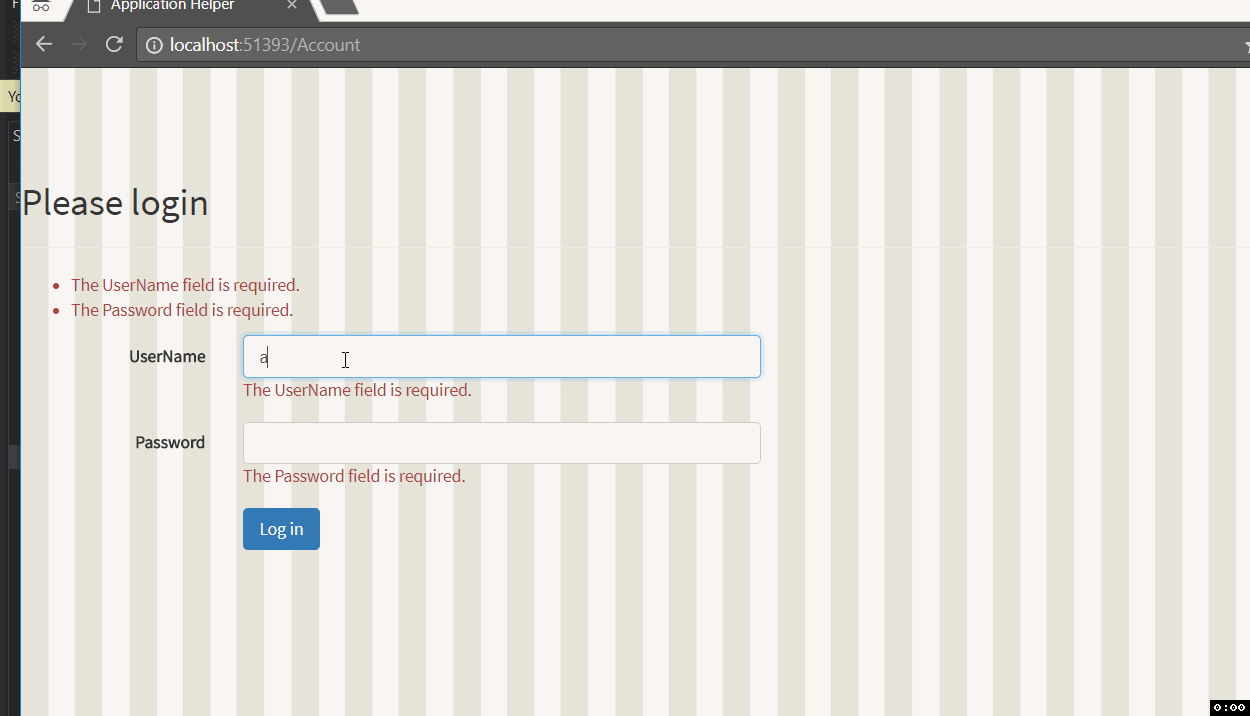 Application Helper
localhost:51393/Account
Please login
The UserName field is required.
The Password field is required.
UserName
a
The UserName field is required.
Password
The Password field is required.
Log in
0:00